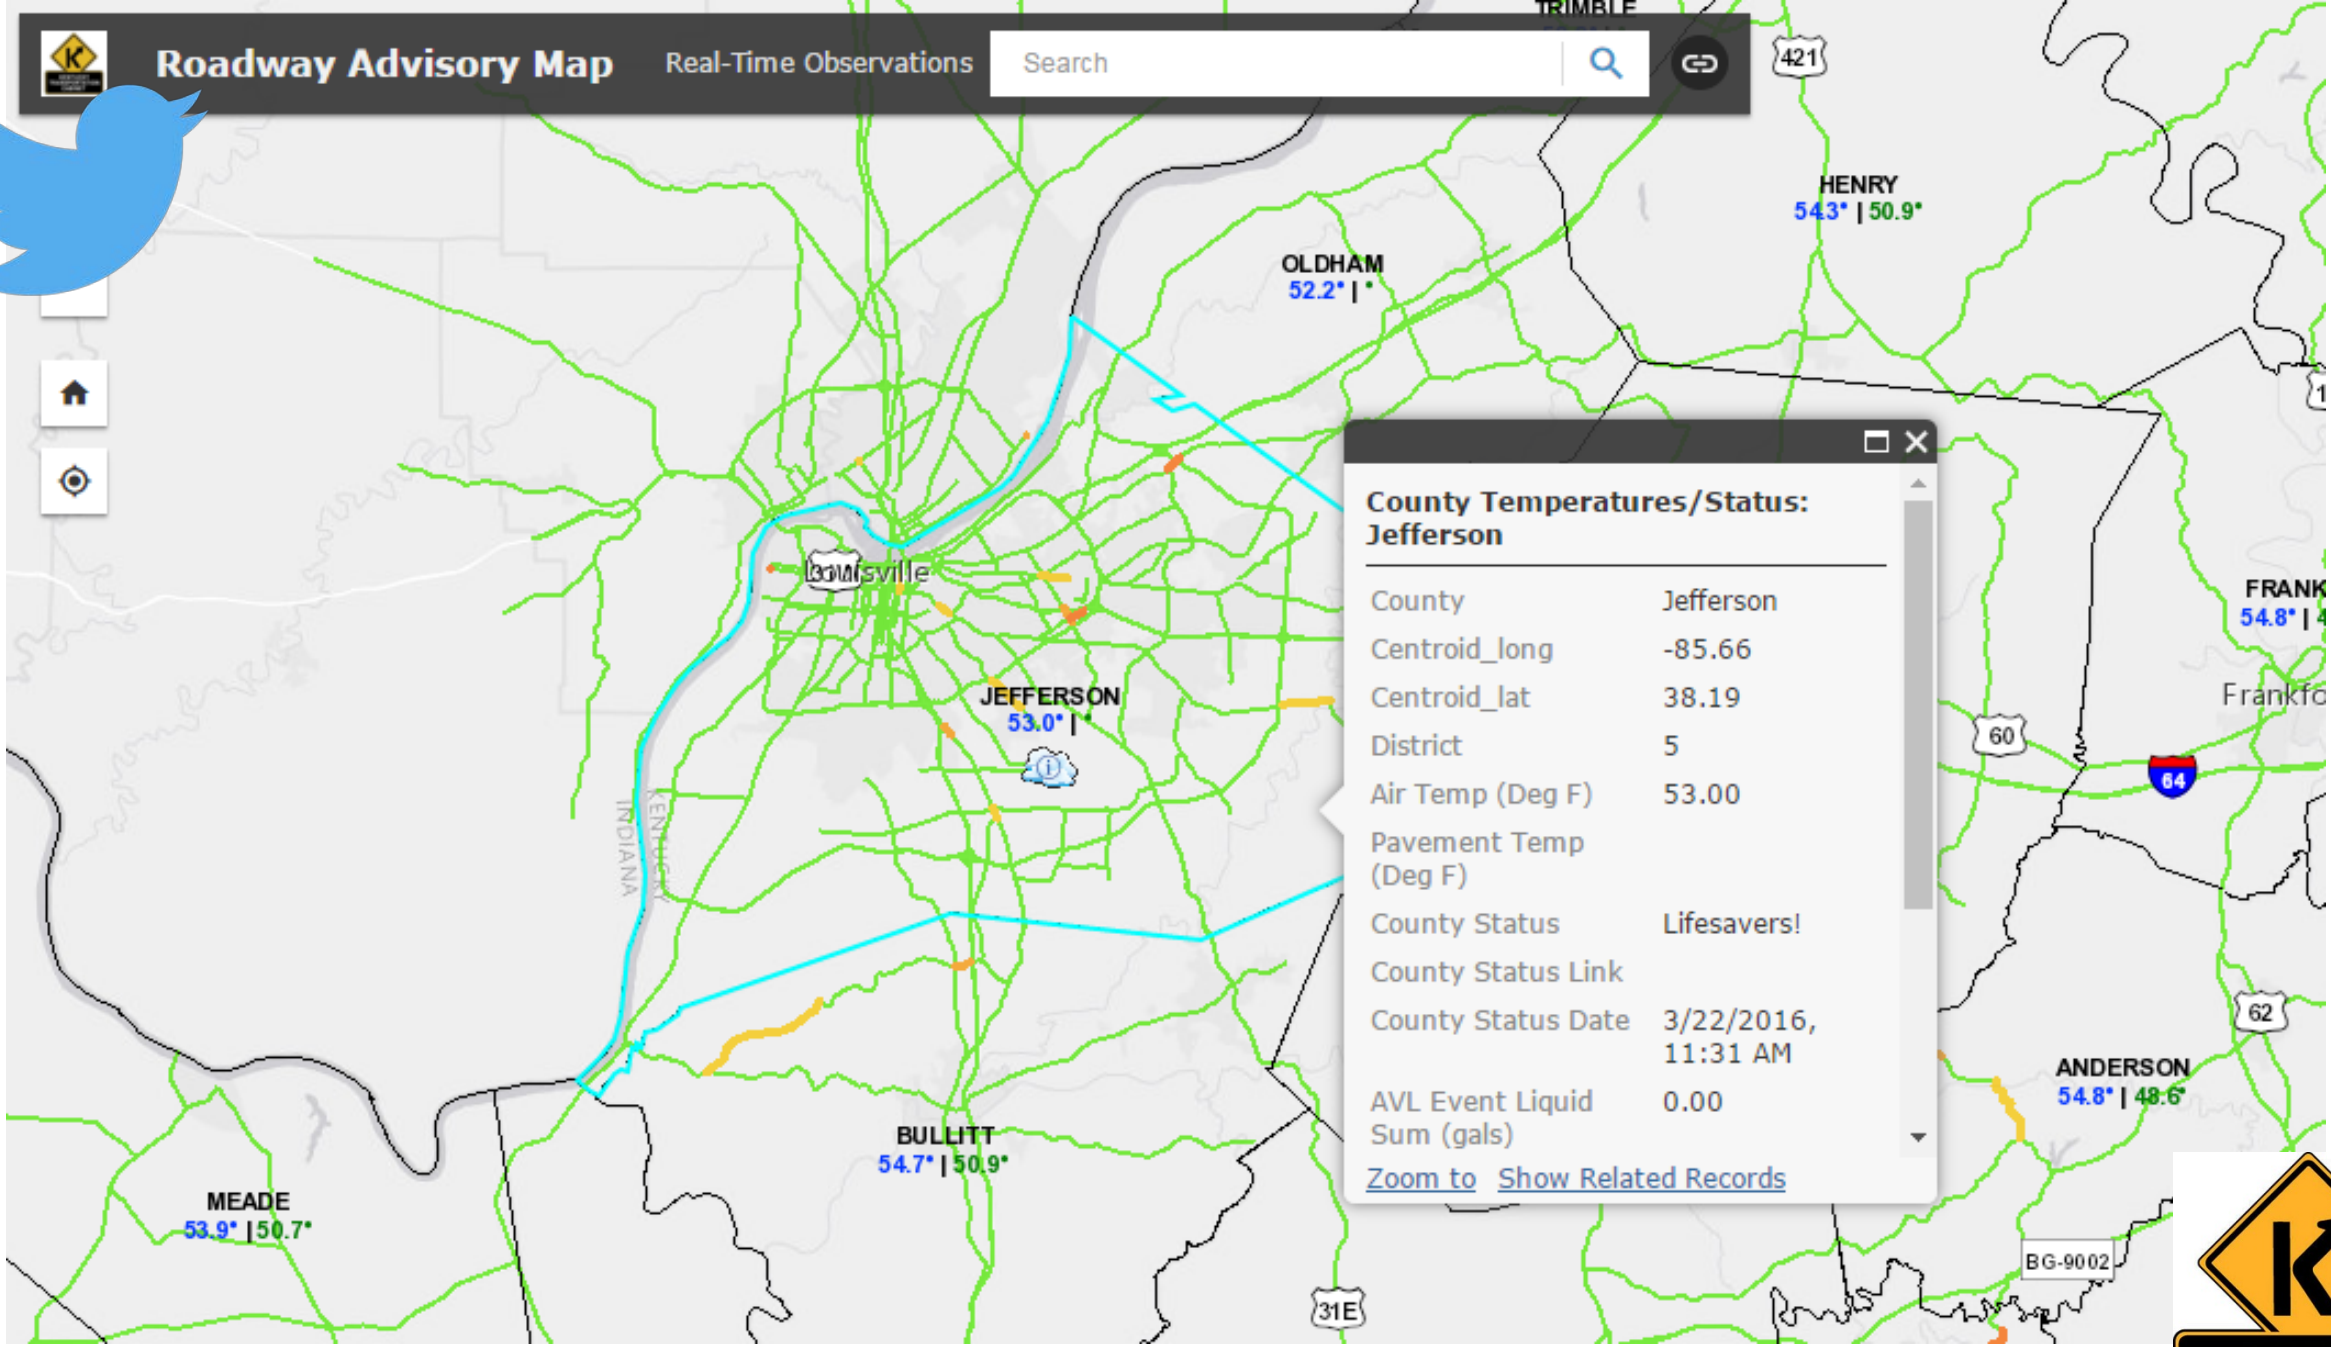 TRIMBLE
Roadway Advisory Map
Real-Time Observations
Search
421
HENRY
54.3° | 50.9°
OLDHAM
52.2° | °
County Temperatures/Status:
Jefferson
County Jefferson
Centroid_long -85.66
Centroid_lat 38.19
District 5
Air Temp (Deg F) 53.00
Pavement Temp
(Deg F)
County Status Lifesavers!
County Status Link
County Status Date 3/22/2016,
11:31 AM
AVL Event Liquid 0.00
Sum (gals)
Zoom to Show Related Records
Louisville
JEFFERSON
53.0° | °
KENTUCKY
INDIANA
FRANK
54.8° | 4
Frankfo
60
64
62
ANDERSON
54.8° | 48.6°
BULLITT
54.7° | 50.9°
MEADE
53.9° | 50.7°
BG-9002
31E
K